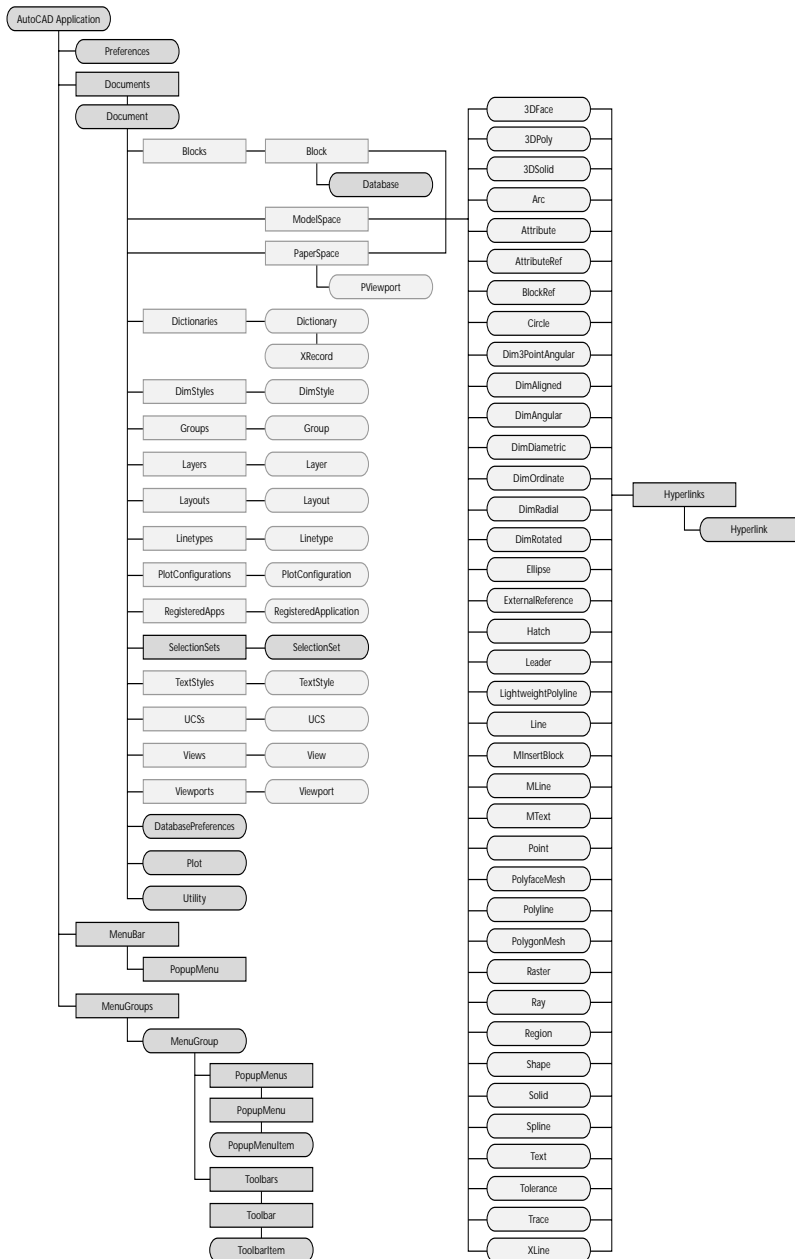 AutoCAD Application
Preferences
Documents
Document
Blocks
Block
Database
ModelSpace
PaperSpace
PViewport
Dictionaries
Dictionary
XRecord
DimStyles
DimStyle
Groups
Group
Layers
Layer
Layouts
Layout
Linetypes
Linetype
PlotConfigurations
PlotConfiguration
RegisteredApps
RegisteredApplication
SelectionSets
SelectionSet
TextStyles
TextStyle
UCSs
UCS
Views
View
Viewports
Viewport
DatabasePreferences
Plot
Utility
MenuBar
PopupMenu
MenuGroups
MenuGroup
PopupMenus
PopupMenu
PopupMenuItem
Toolbars
Toolbar
ToolbarItem
3DFace
3DPoly
3DSolid
Arc
Attribute
AttributeRef
BlockRef
Circle
Dim3PointAngular
DimAligned
DimAngular
DimDiametric
DimOrdinate
DimRadial
DimRotated
Ellipse
ExternalReference
Hatch
Leader
LightweightPolyline
Line
MInsertBlock
MLine
MText
Point
PolyfaceMesh
Polyline
PolygonMesh
Raster
Ray
Region
Shape
Solid
Spline
Text
Tolerance
Trace
XLine
Hyperlinks
Hyperlink